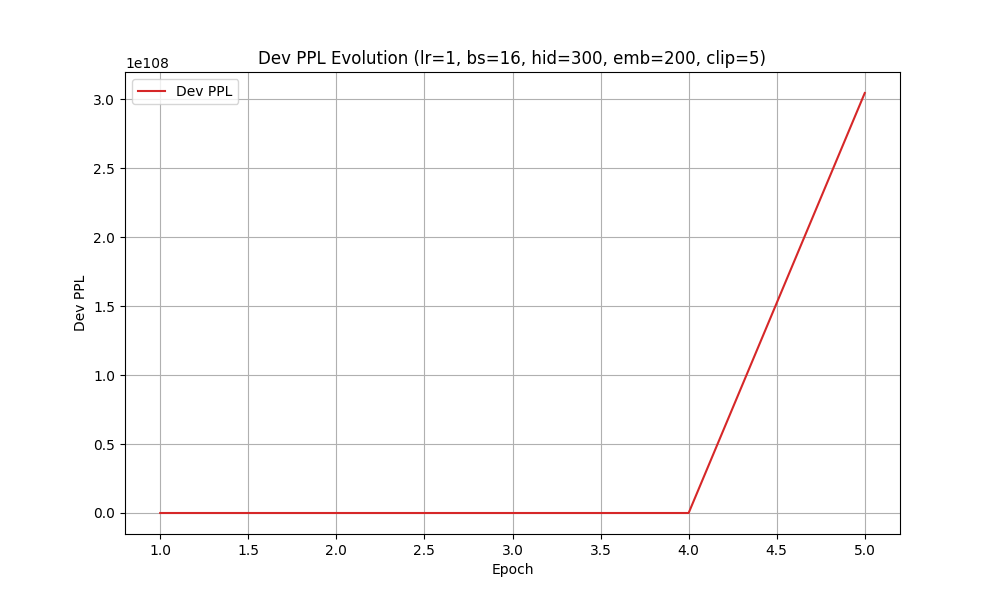 Dev PPL Evolution (lr=1, bs=16, hid=300, emb=200, clip=5)
1e108
Dev PPL
3.0
2.5
2.0
1.5
1.0
0.5
0.0
Dev PPL
1.0 1.5 2.0 2.5 3.0 3.5 4.0 4.5 5.0
Epoch